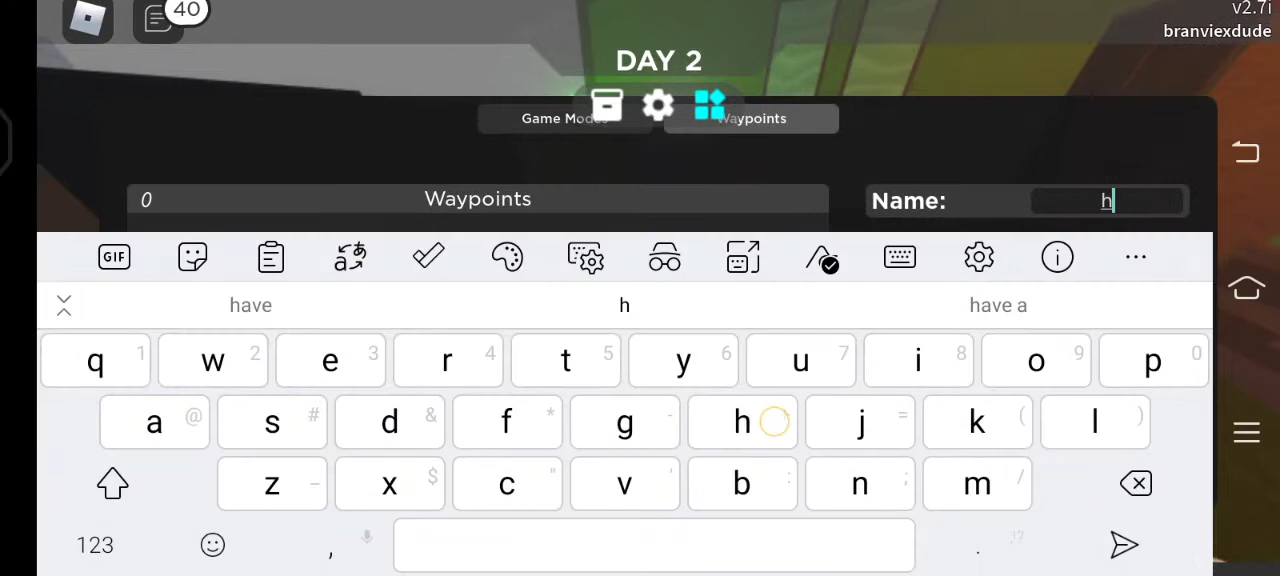 40
v2.7i
branviexdude
DAY 2
Game Modes
Waypoints
0
Waypoints
Name:
h
GIF
have
h
have a
q 1 w 2 e 3 r 4 t 5 y 6 u 7 i 8 o 9 p 0
a @ s # d & f * g - h j = k ( l )
z _ x $ c " v ' b : n ; m /
123 , . ,!?